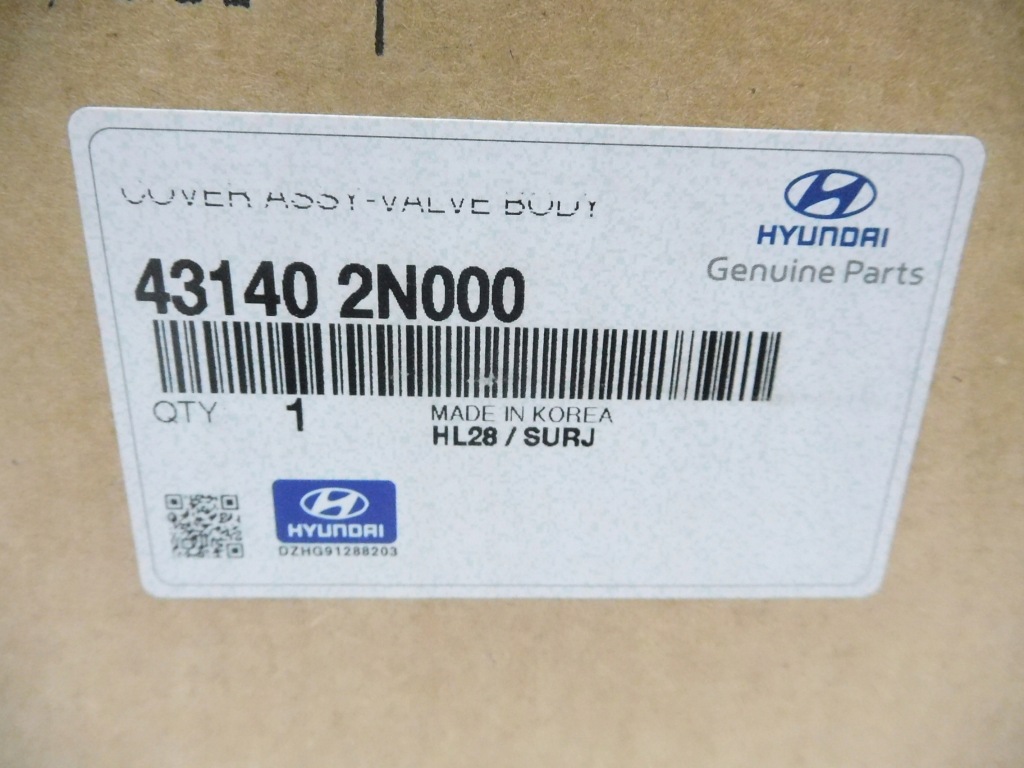 COVER ASSY-VALVE BODY
HYUNDAI
Genuine Parts
43140 2N000
QTY 1
MADE IN KOREA
HL28 / SURJ
HYUNDAI
DZHG91288203